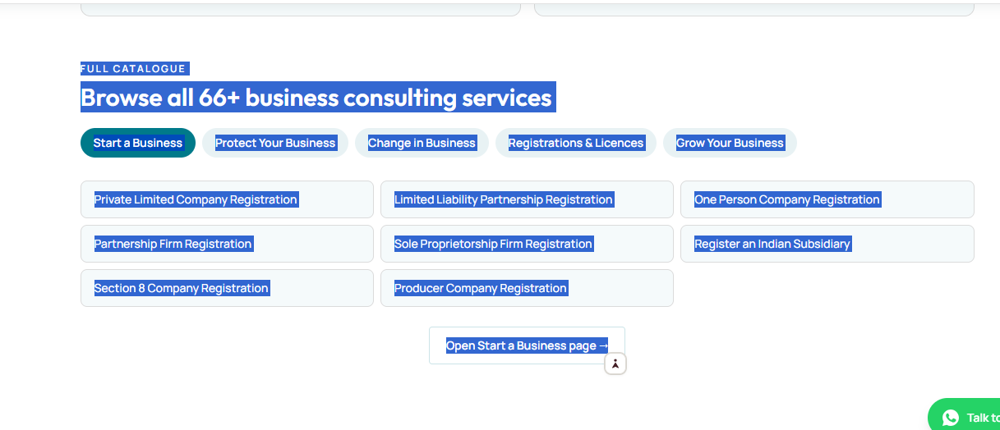 FULL CATALOGUE
Browse all 66+ business consulting services
Start a Business Protect Your Business Change in Business Registrations & Licences Grow Your Business
Private Limited Company Registration Limited Liability Partnership Registration One Person Company Registration
Partnership Firm Registration Sole Proprietorship Firm Registration Register an Indian Subsidiary
Section 8 Company Registration Producer Company Registration
Open Start a Business page →
Talk to